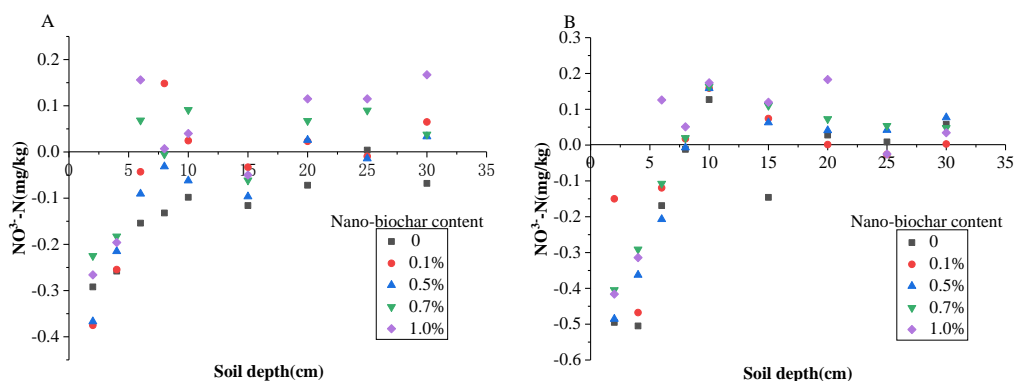 A
NO³⁻-N(mg/kg)
0.2
0.1
0.0
-0.1
-0.2
-0.3
-0.4
0 5 10 15 20 25 30 35
Soil depth(cm)
Nano-biochar content
0
0.1%
0.5%
0.7%
1.0%
B
NO³⁻-N(mg/kg)
0.3
0.2
0.1
0.0
-0.1
-0.2
-0.3
-0.4
-0.5
-0.6
0 5 10 15 20 25 30 35
Soil depth(cm)
Nano-biochar content
0
0.1%
0.5%
0.7%
1.0%